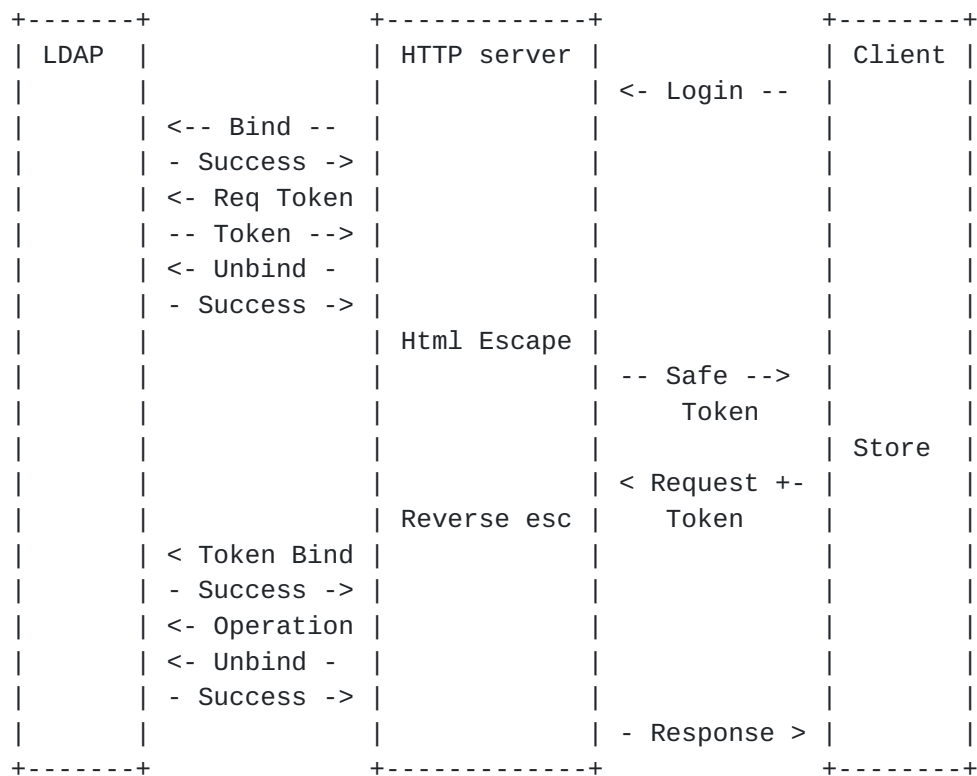 +-------+              +-------------+              +--------+
| LDAP  |              | HTTP server |              | Client |
|       |              |             | <- Login --  |        |
|       | <-- Bind --  |             |              |        |
|       | - Success -> |             |              |        |
|       | <- Req Token |             |              |        |
|       | -- Token --> |             |              |        |
|       | <- Unbind -  |             |              |        |
|       | - Success -> |             |              |        |
|       |              | Html Escape |              |        |
|       |              |             | -- Safe -->  |        |
|       |              |             |     Token    |        |
|       |              |             |              | Store  |
|       |              |             | < Request +- |        |
|       |              | Reverse esc |    Token     |        |
|       | < Token Bind |             |              |        |
|       | - Success -> |             |              |        |
|       | <- Operation |             |              |        |
|       | <- Unbind -  |             |              |        |
|       | - Success -> |             |              |        |
|       |              |             | - Response > |        |
+-------+              +-------------+              +--------+